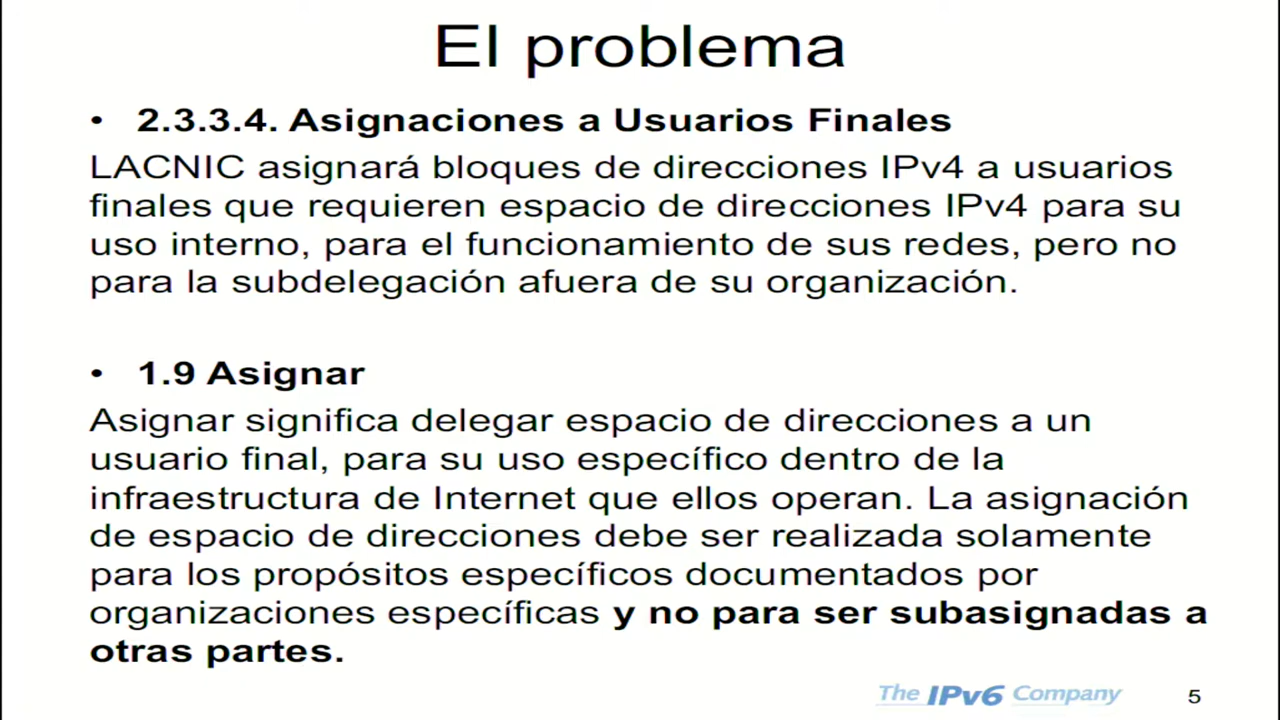 El problema
• 2.3.3.4. Asignaciones a Usuarios Finales
LACNIC asignará bloques de direcciones IPv4 a usuarios
finales que requieren espacio de direcciones IPv4 para su
uso interno, para el funcionamiento de sus redes, pero no
para la subdelegación afuera de su organización.
• 1.9 Asignar
Asignar significa delegar espacio de direcciones a un
usuario final, para su uso específico dentro de la
infraestructura de Internet que ellos operan. La asignación
de espacio de direcciones debe ser realizada solamente
para los propósitos específicos documentados por
organizaciones específicas y no para ser subasignadas a
otras partes.
The IPv6 Company
5